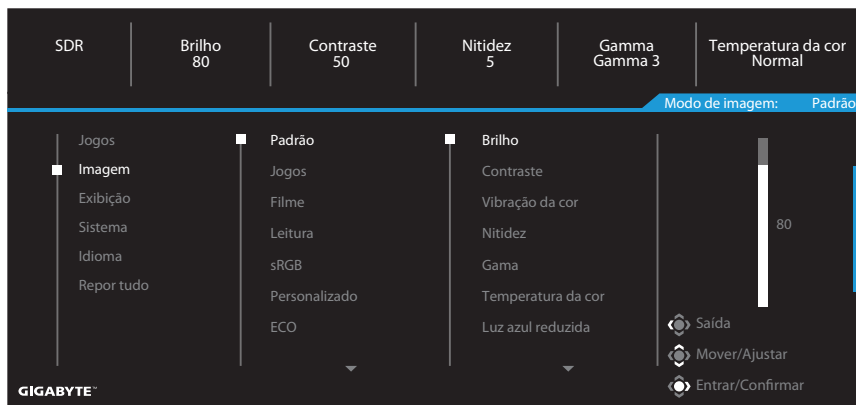 SDR
Brilho
80
Contraste
50
Nitidez
5
Gamma
Gamma 3
Temperatura da cor
Normal
Modo de imagem: Padrão
Jogos
Imagem
Exibição
Sistema
Idioma
Repor tudo
Padrão
Jogos
Filme
Leitura
sRGB
Personalizado
ECO
Brilho
Contraste
Vibração da cor
Nitidez
Gama
Temperatura da cor
Luz azul reduzida
80
Saída
Mover/Ajustar
Entrar/Confirmar
GIGABYTE™